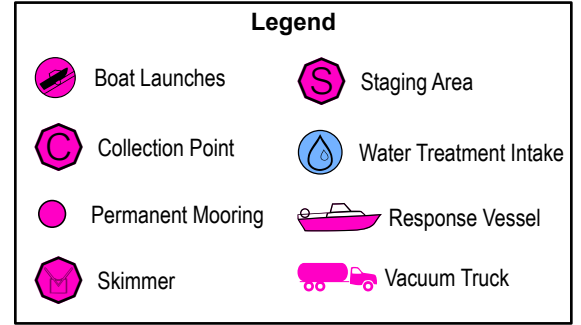 Legend
Boat Launches
S Staging Area
C Collection Point
Water Treatment Intake
Permanent Mooring
Response Vessel
Skimmer
Vacuum Truck